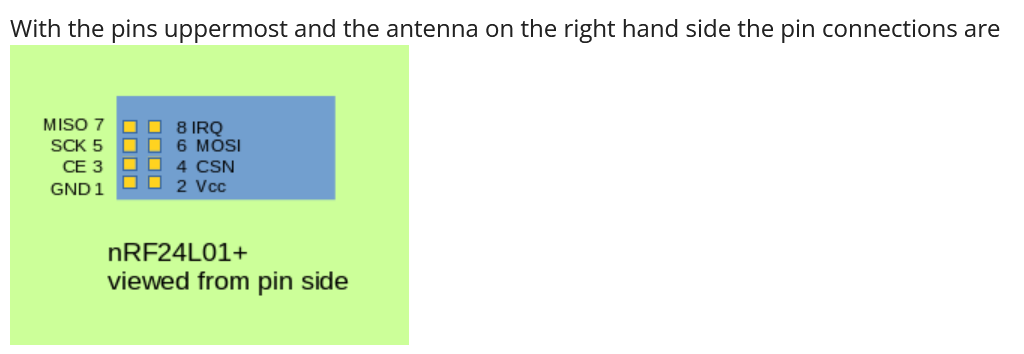 With the pins uppermost and the antenna on the right hand side the pin connections are
MISO 7 8 IRQ
SCK 5 6 MOSI
CE 3 4 CSN
GND 1 2 Vcc
nRF24L01+
viewed from pin side